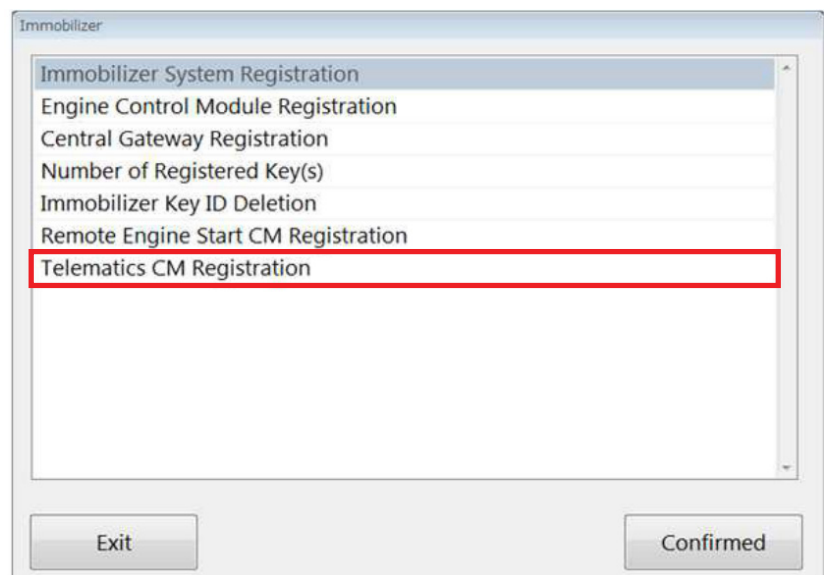 Immobilizer
Immobilizer System Registration
Engine Control Module Registration
Central Gateway Registration
Number of Registered Key(s)
Immobilizer Key ID Deletion
Remote Engine Start CM Registration
Telematics CM Registration
Exit
Confirmed